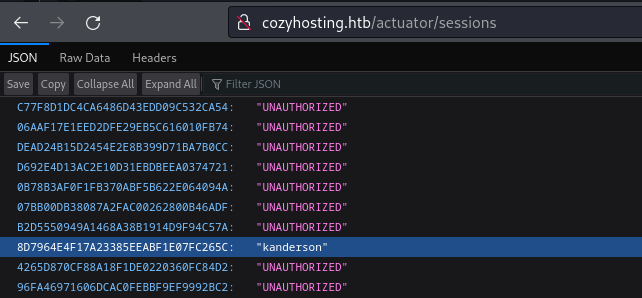 cozyhosting.htb/actuator/sessions
JSON Raw Data Headers
Save Copy Collapse All Expand All Filter JSON
C77F8D1DC4CA6486D43EDD09C532CA54: "UNAUTHORIZED"
06AAF17E1EED2DFE29EB5C616010FB74: "UNAUTHORIZED"
DEAD24B15D2454E2E8B399D71BA7B0CC: "UNAUTHORIZED"
D692E4D13AC2E10D31EBDBEEA0374721: "UNAUTHORIZED"
0B78B3AF0F1FB370ABF5B622E064094A: "UNAUTHORIZED"
07BB00DB38087A2FAC00262800B46ADF: "UNAUTHORIZED"
B2D5550949A1468A38B1914D9F94C57A: "UNAUTHORIZED"
8D7964E4F17A23385EEABF1E07FC265C: "kanderson"
4265D870CF88A18F1DE0220360FC84D2: "UNAUTHORIZED"
96FA46971606DCAC0FEBBF9EF9992BC2: "UNAUTHORIZED"